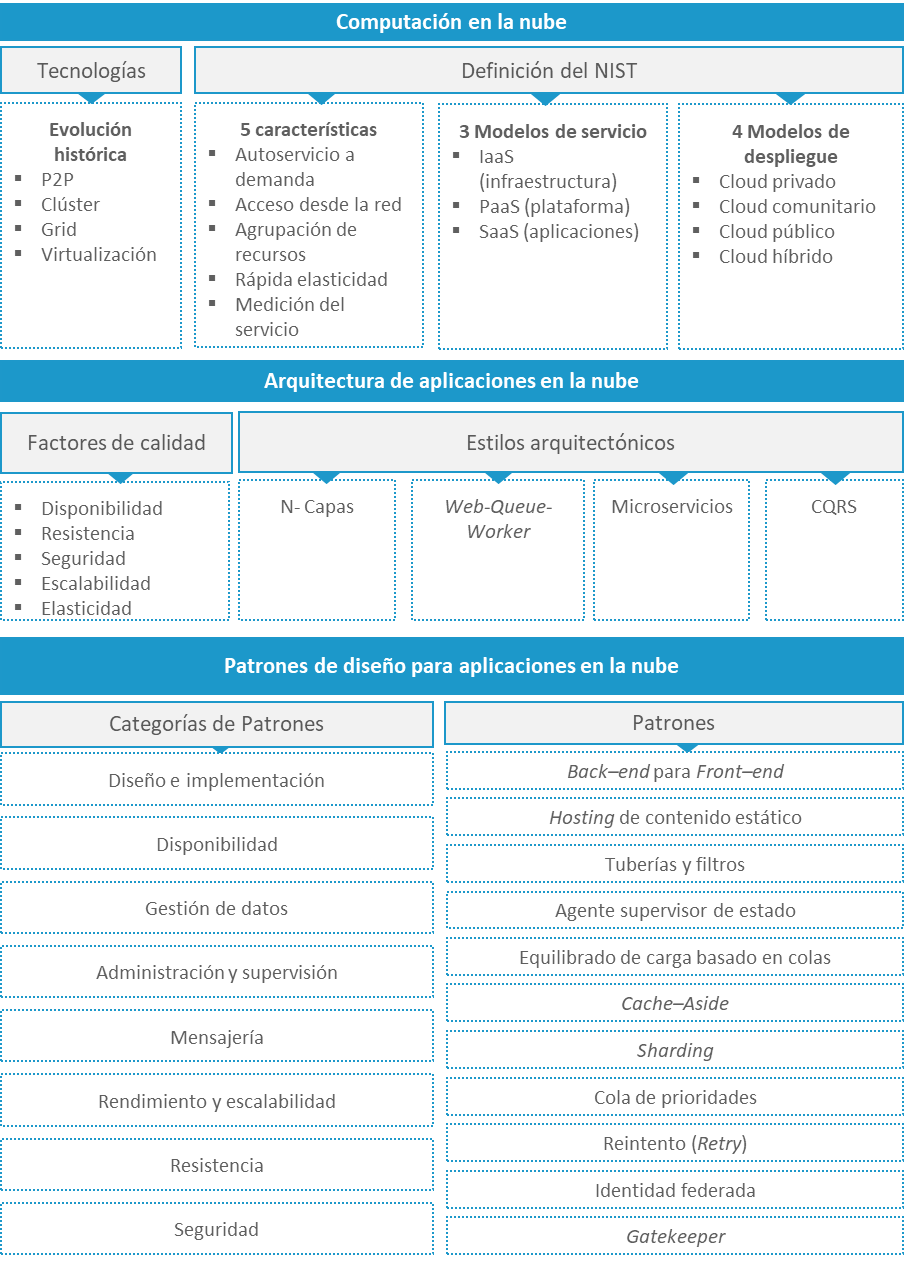 Computación en la nube
Tecnologías
Definición del NIST
Evolución
histórica
▪ P2P
▪ Clúster
▪ Grid
▪ Virtualización
5 características
▪ Autoservicio a
demanda
▪ Acceso desde la red
▪ Agrupación de
recursos
▪ Rápida elasticidad
▪ Medición del
servicio
3 Modelos de servicio
▪ IaaS
(infraestructura)
▪ PaaS (plataforma)
▪ SaaS (aplicaciones)
4 Modelos de
despliegue
▪ Cloud privado
▪ Cloud comunitario
▪ Cloud público
▪ Cloud híbrido
Arquitectura de aplicaciones en la nube
Factores de calidad
Estilos arquitectónicos
▪ Disponibilidad
▪ Resistencia
▪ Seguridad
▪ Escalabilidad
▪ Elasticidad
N- Capas
Web-Queue-
Worker
Microservicios
CQRS
Patrones de diseño para aplicaciones en la nube
Categorías de Patrones
Diseño e implementación
Disponibilidad
Gestión de datos
Administración y supervisión
Mensajería
Rendimiento y escalabilidad
Resistencia
Seguridad
Patrones
Back–end para Front–end
Hosting de contenido estático
Tuberías y filtros
Agente supervisor de estado
Equilibrado de carga basado en colas
Cache–Aside
Sharding
Cola de prioridades
Reintento (Retry)
Identidad federada
Gatekeeper